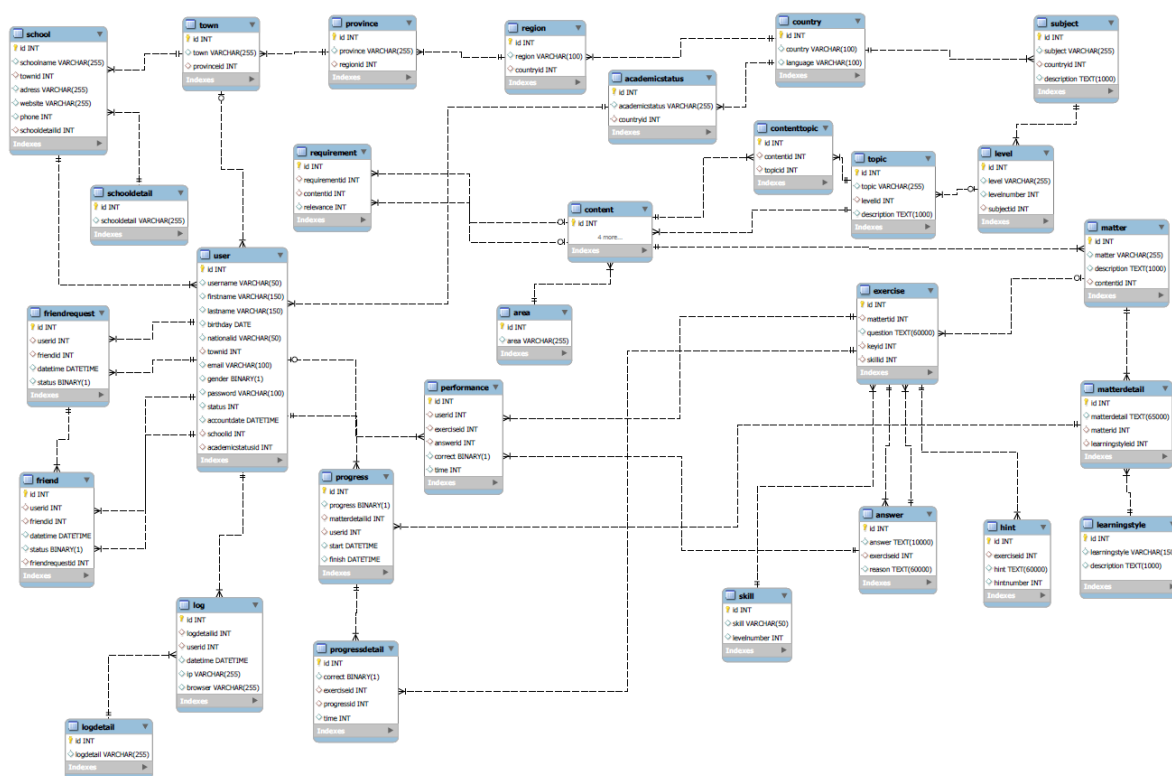 school
id INT
schoolname VARCHAR(255)
townid INT
adress VARCHAR(255)
website VARCHAR(255)
phone INT
schooldetailid INT
Indexes
town
id INT
town VARCHAR(255)
provinceid INT
Indexes
province
id INT
province VARCHAR(255)
regionid INT
Indexes
region
id INT
region VARCHAR(100)
countryid INT
Indexes
country
id INT
country VARCHAR(100)
language VARCHAR(100)
Indexes
subject
id INT
subject VARCHAR(255)
countryid INT
description TEXT(1000)
Indexes
academicstatus
id INT
academicstatus VARCHAR(255)
countryid INT
Indexes
schooldetail
id INT
schooldetail VARCHAR(255)
Indexes
requirement
id INT
requirementid INT
contentid INT
relevance INT
Indexes
contenttopic
id INT
contentid INT
topicid INT
Indexes
topic
id INT
topic VARCHAR(255)
levelid INT
description TEXT(1000)
Indexes
level
id INT
level VARCHAR(255)
levelnumber INT
subjectid INT
Indexes
content
id INT
4 more...
Indexes
matter
id INT
matter VARCHAR(255)
description TEXT(1000)
contentid INT
Indexes
user
id INT
username VARCHAR(50)
firstname VARCHAR(150)
lastname VARCHAR(150)
birthday DATE
nationalid VARCHAR(50)
townid INT
email VARCHAR(100)
gender BINARY(1)
password VARCHAR(100)
status INT
accountdate DATETIME
schoolid INT
academicstatusid INT
Indexes
friendrequest
id INT
userid INT
friendid INT
datetime DATETIME
status BINARY(1)
Indexes
area
id INT
area VARCHAR(255)
Indexes
exercise
id INT
mattertid INT
question TEXT(60000)
keyid INT
skillid INT
Indexes
performance
id INT
userid INT
exerciseid INT
answerid INT
correct BINARY(1)
time INT
Indexes
matterdetail
id INT
matterdetail TEXT(65000)
matterid INT
learningstyleid INT
Indexes
friend
id INT
userid INT
friendid INT
datetime DATETIME
status BINARY(1)
friendrequestid INT
Indexes
progress
id INT
progress BINARY(1)
matterdetailid INT
userid INT
start DATETIME
finish DATETIME
Indexes
answer
id INT
answer TEXT(10000)
exerciseid INT
reason TEXT(60000)
Indexes
hint
id INT
exerciseid INT
hint TEXT(60000)
hintnumber INT
Indexes
learningstyle
id INT
learningstyle VARCHAR(150
description TEXT(1000)
Indexes
skill
id INT
skill VARCHAR(50)
levelnumber INT
Indexes
log
id INT
logdetailid INT
userid INT
datetime DATETIME
ip VARCHAR(255)
browser VARCHAR(255)
Indexes
progressdetail
id INT
correct BINARY(1)
exerciseid INT
progressid INT
time INT
Indexes
logdetail
id INT
logdetail VARCHAR(255)
Indexes